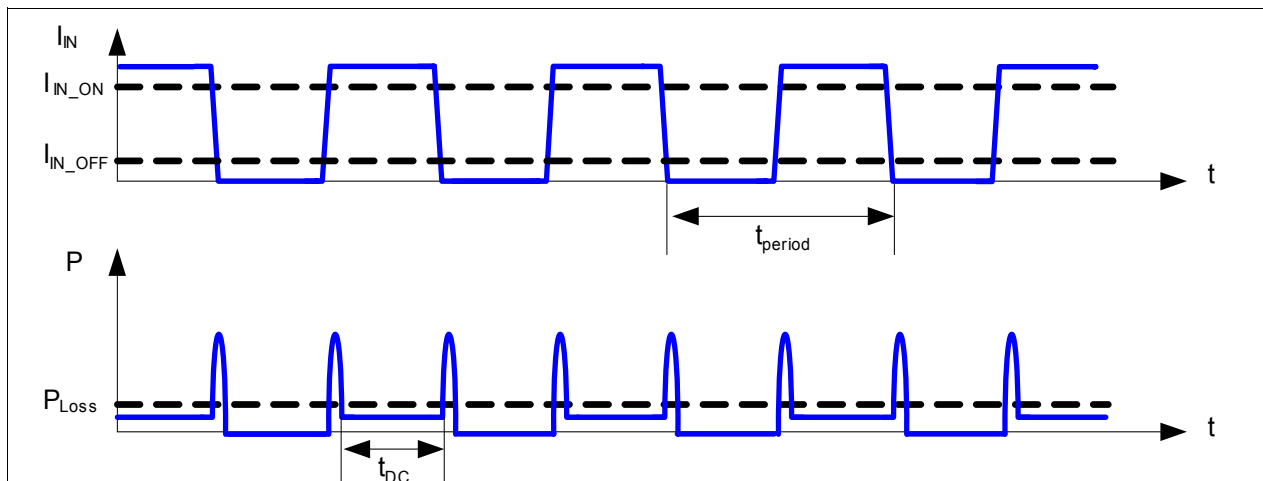 I_IN
I_IN_ON
I_IN_OFF
t
t_period
P
P_Loss
t
t_DC